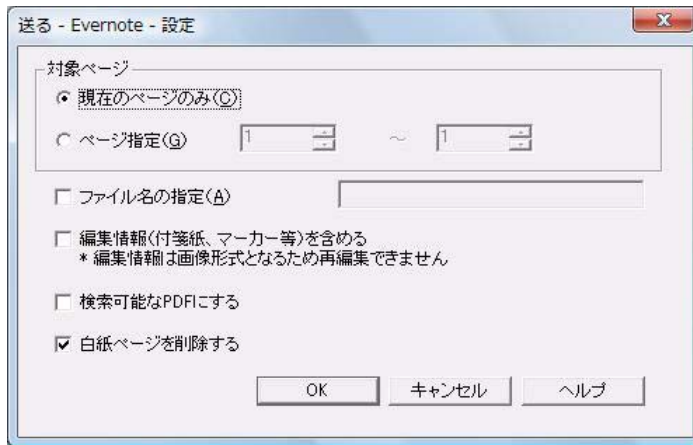 送る - Evernote - 設定
対象ページ
現在のページのみ(C)
ページ指定(G) 1 ～ 1
ファイル名の指定(A)
編集情報(付箋紙、マーカー等)を含める
* 編集情報は画像形式となるため再編集できません
検索可能なPDFにする
白紙ページを削除する
OK キャンセル ヘルプ